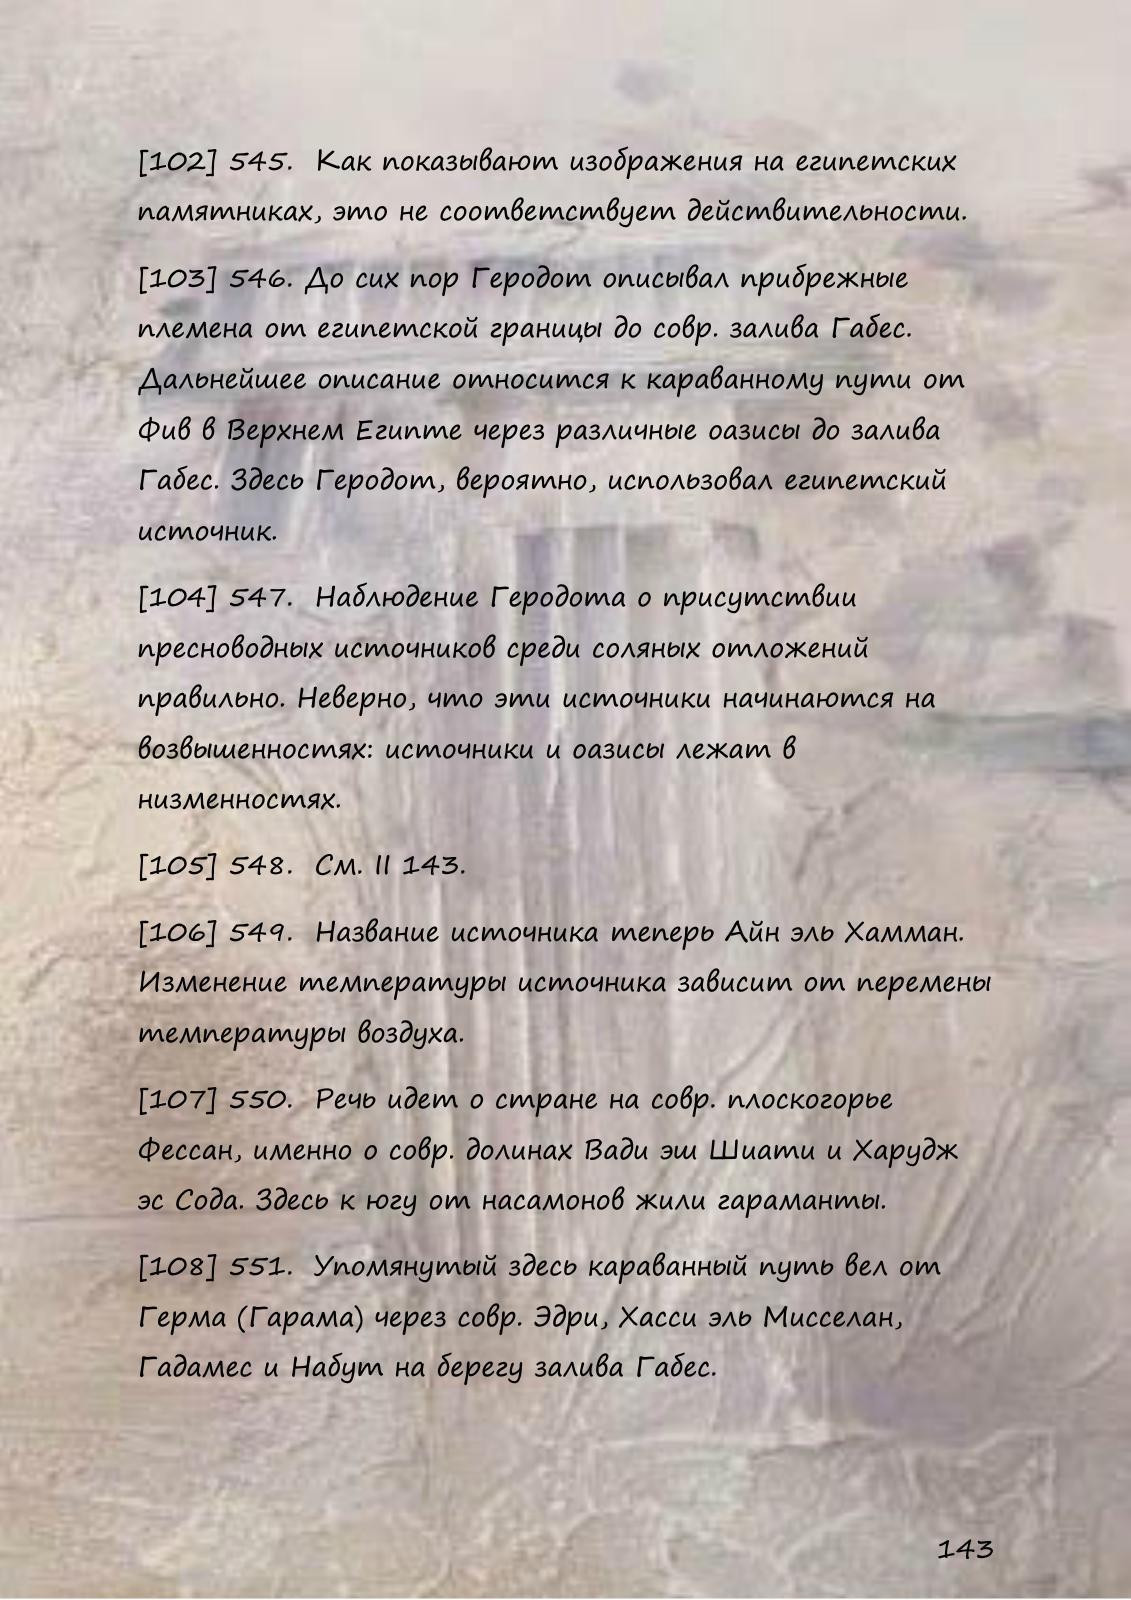 [102] 545. Как показывают изображения на египетских
памятниках, это не соответствует действительности.
[103] 546. До сих пор Геродот описывал прибрежные
племена от египетской границы до совр. залива Габес.
Дальнейшее описание относится к караванному пути от
Фив в Верхнем Египте через различные оазисы до залива
Габес. Здесь Геродот, вероятно, использовал египетский
источник.
[104] 547. Наблюдение Геродота о присутствии
пресноводных источников среди соляных отложений
правильно. Неверно, что эти источники начинаются на
возвышенностях: источники и оазисы лежат в
низменностях.
[105] 548. См. II 143.
[106] 549. Название источника теперь Айн эль Хамман.
Изменение температуры источника зависит от перемены
температуры воздуха.
[107] 550. Речь идет о стране на совр. плоскогорье
Фессан, именно о совр. долинах Вади эш Шиати и Харудж
эс Сода. Здесь к югу от насамонов жили гараманты.
[108] 551. Упомянутый здесь караванный путь вел от
Герма (Гарама) через совр. Эдри, Хасси эль Мисселан,
Гадамес и Набут на берегу залива Габес.
143